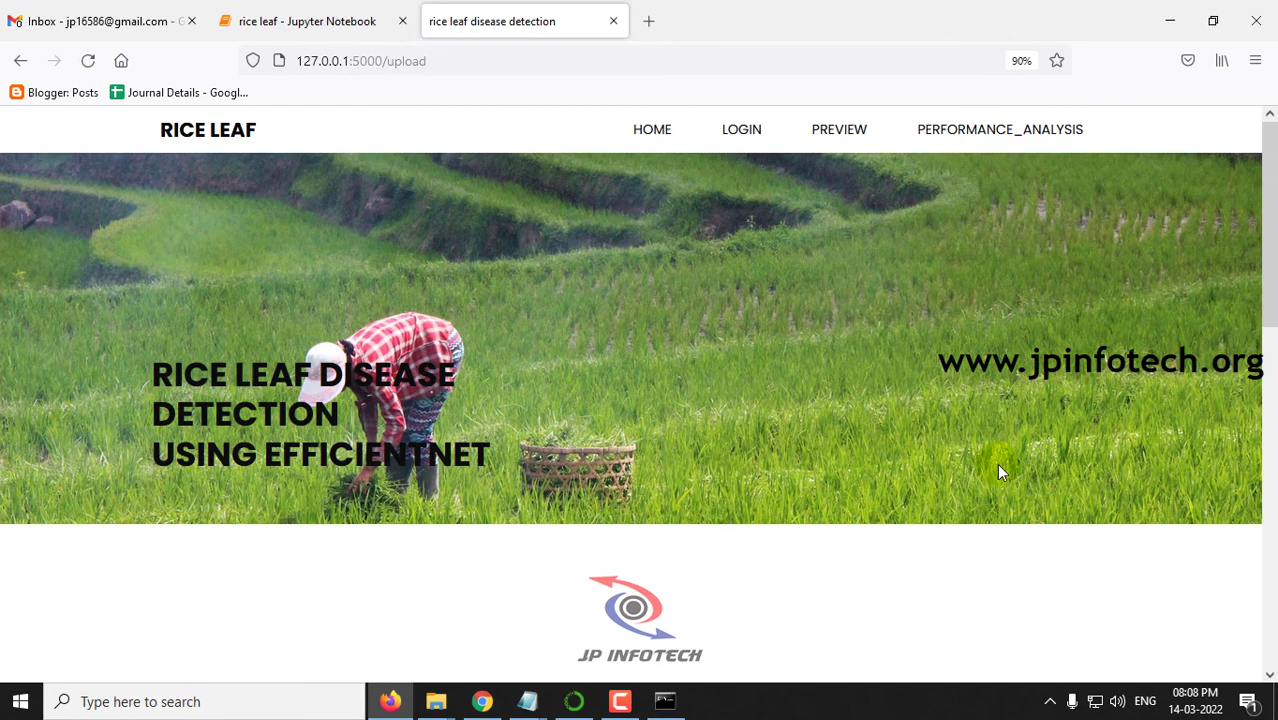 Inbox - jp16586@gmail.com - G
rice leaf - Jupyter Notebook
rice leaf disease detection
127.0.0.1:5000/upload
90%
Blogger: Posts
Journal Details - Googl...
RICE LEAF
HOME
LOGIN
PREVIEW
PERFORMANCE_ANALYSIS
www.jpinfotech.org
RICE LEAF DISEASE
DETECTION
USING EFFICIENTNET
JP INFOTECH
Type here to search
ENG
08:08 PM
14-03-2022
1